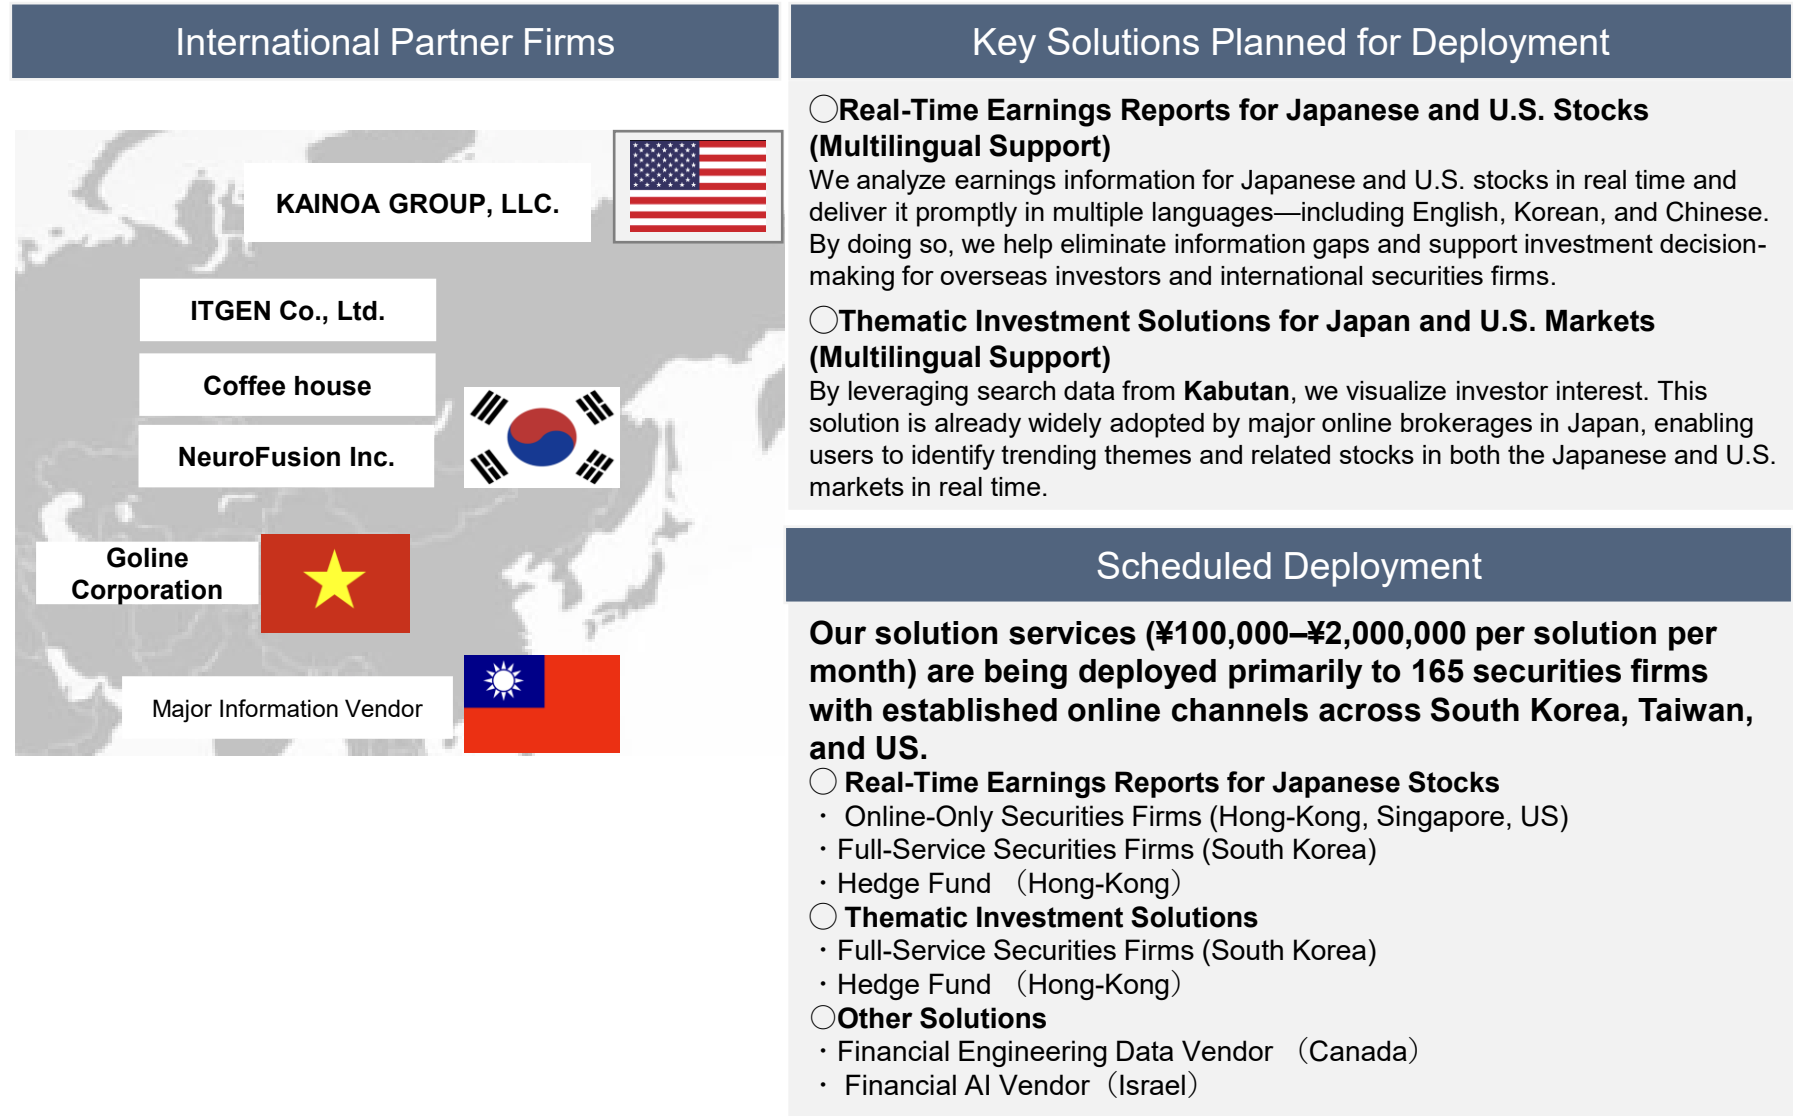 International Partner Firms
KAINOA GROUP, LLC.
ITGEN Co., Ltd.
Coffee house
NeuroFusion Inc.
Goline
Corporation
Major Information Vendor
Key Solutions Planned for Deployment
○Real-Time Earnings Reports for Japanese and U.S. Stocks
(Multilingual Support)
We analyze earnings information for Japanese and U.S. stocks in real time and
deliver it promptly in multiple languages—including English, Korean, and Chinese.
By doing so, we help eliminate information gaps and support investment decision-
making for overseas investors and international securities firms.
○Thematic Investment Solutions for Japan and U.S. Markets
(Multilingual Support)
By leveraging search data from Kabutan, we visualize investor interest. This
solution is already widely adopted by major online brokerages in Japan, enabling
users to identify trending themes and related stocks in both the Japanese and U.S.
markets in real time.
Scheduled Deployment
Our solution services (¥100,000–¥2,000,000 per solution per
month) are being deployed primarily to 165 securities firms
with established online channels across South Korea, Taiwan,
and US.
○ Real-Time Earnings Reports for Japanese Stocks
・ Online-Only Securities Firms (Hong-Kong, Singapore, US)
・Full-Service Securities Firms (South Korea)
・Hedge Fund （Hong-Kong）
○ Thematic Investment Solutions
・Full-Service Securities Firms (South Korea)
・Hedge Fund （Hong-Kong）
○Other Solutions
・Financial Engineering Data Vendor （Canada）
・ Financial AI Vendor（Israel）